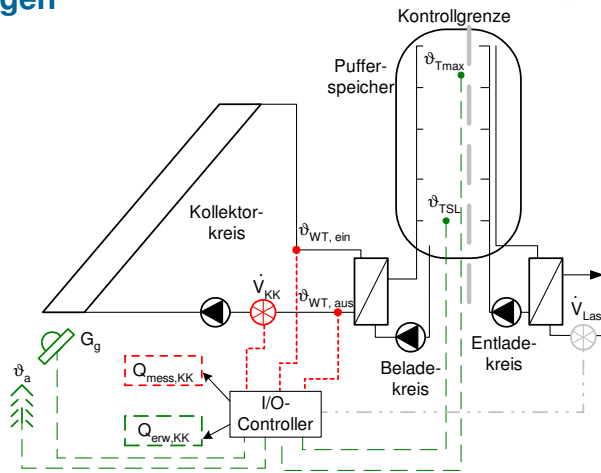 gen
Kontrollgrenze
Puffer-
speicher
ϑTmax
Kollektor-
kreis
ϑTSL
ϑWT, ein
V̇KK
ϑWT, aus
V̇Las
Gg
Belade-
kreis
Entlade-
kreis
ϑa
Qmess,KK
I/O-
Controller
Qerw,KK